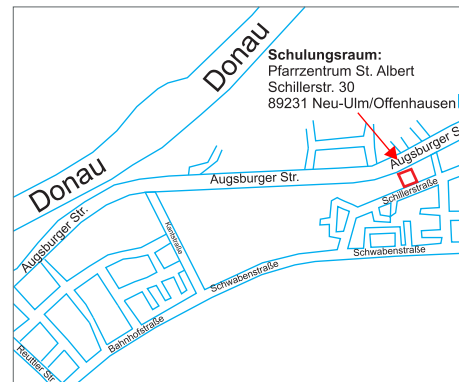 Donau
Schulungsraum:
Pfarrzentrum St. Albert
Schillerstr. 30
89231 Neu-Ulm/Offenhausen
Augsburger S
Donau
Augsburger Str.
Schillerstraße
Augsburger Str.
Kantstraße
Schwabenstraße
Schwabenstraße
Bahnhofstraße
Reuttier Str.